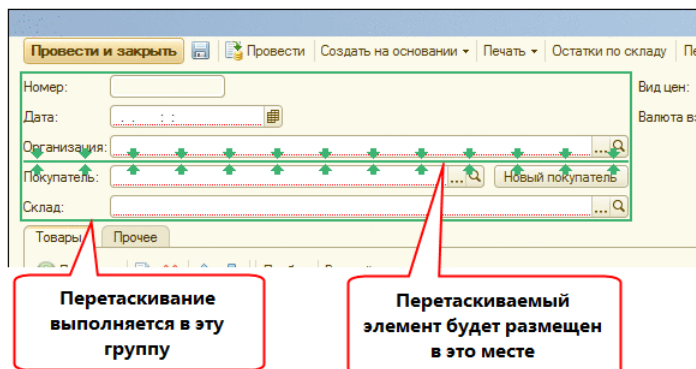 Провести и закрыть Провести Создать на основании Печать Остатки по складу
Номер: Вид цен:
Дата: . . : :
Организация: ...
Покупатель: ... Новый покупатель
Склад: ...
Товары Прочее
Перетаскивание
выполняется в эту
группу
Перетаскиваемый
элемент будет размещен
в это месте